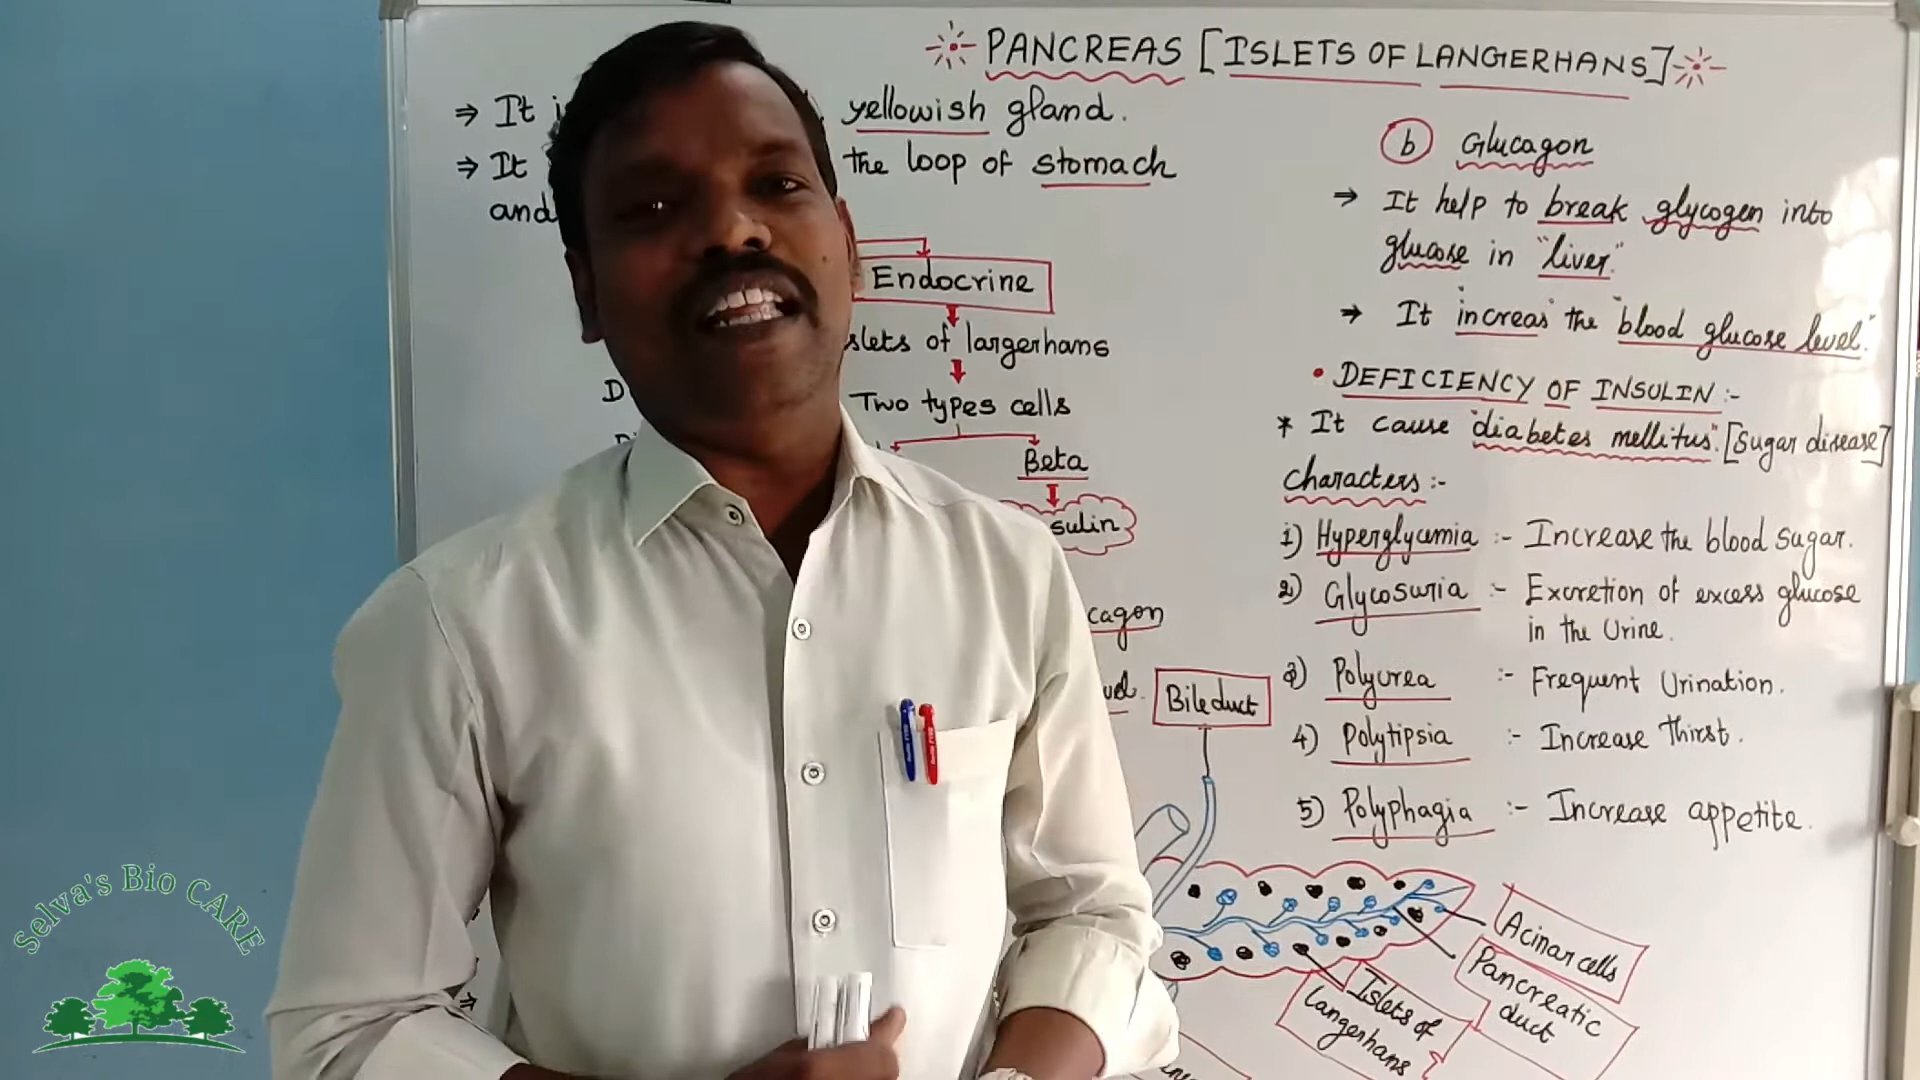 PANCREAS [ISLETS OF LANGERHANS]
⇒ It yellowish gland.
⇒ It the loop of stomach
and
Endocrine
slets of largerhans
Two types cells
Beta
sulin
cagon
Bile duct
b Glucagon
⇒ It help to break glycogen into
glucose in "liver"
⇒ It increas the "blood glucose level."
• DEFICIENCY OF INSULIN :-
* It cause "diabetes mellitus". [Sugar disease]
Characters :-
1) Hyperglycamia :- Increase the blood sugar.
2) Glycosuria :- Excretion of excess glucose
in the Urine.
3) Polyurea :- Frequent Urination.
4) Polytipsia :- Increase Thirst.
5) Polyphagia :- Increase appetite.
Acinar cells
Pancreatic
duct
Islets of
langerhans
Selva's Bio CARE